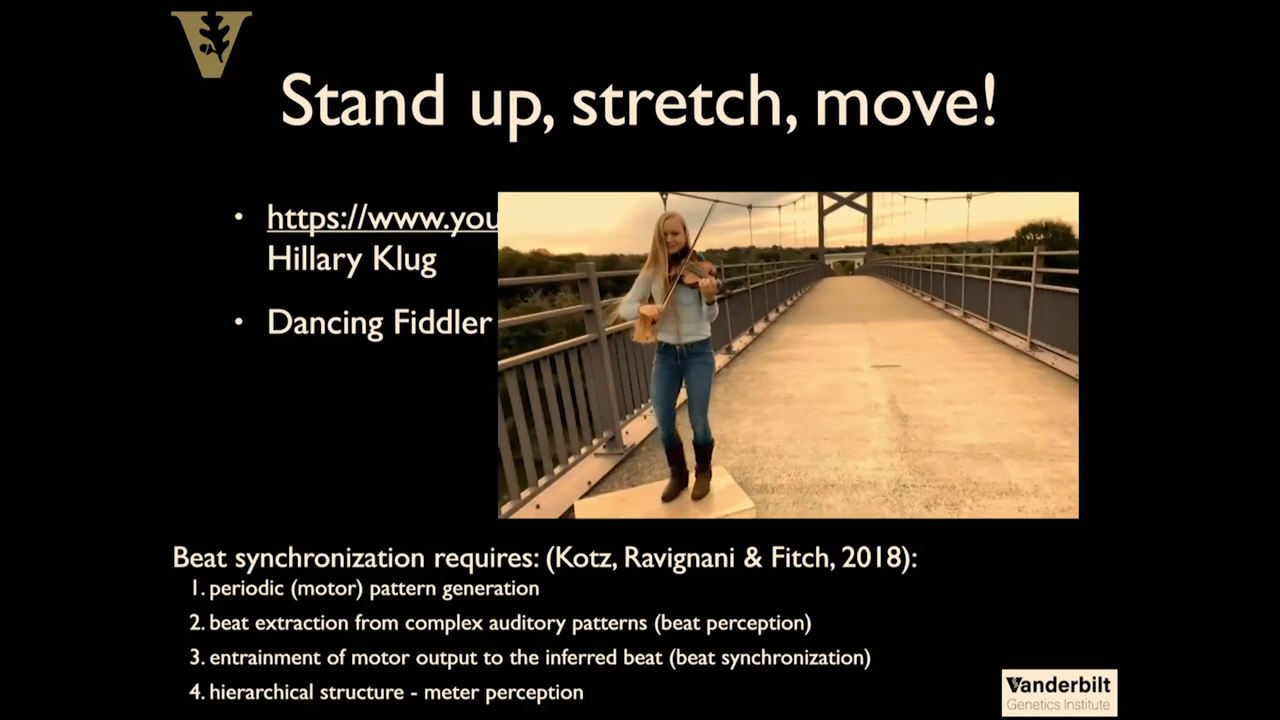 Stand up, stretch, move!
• https://www.you
Hillary Klug
• Dancing Fiddler
Beat synchronization requires: (Kotz, Ravignani & Fitch, 2018):
1. periodic (motor) pattern generation
2. beat extraction from complex auditory patterns (beat perception)
3. entrainment of motor output to the inferred beat (beat synchronization)
4. hierarchical structure - meter perception
Vanderbilt
Genetics Institute